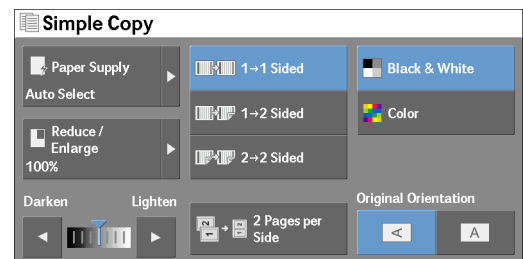 Simple Copy
Paper Supply
Auto Select
Reduce /
Enlarge
100%
Darken Lighten
1→1 Sided
1→2 Sided
2→2 Sided
2 Pages per
Side
Black & White
Color
Original Orientation
A
A